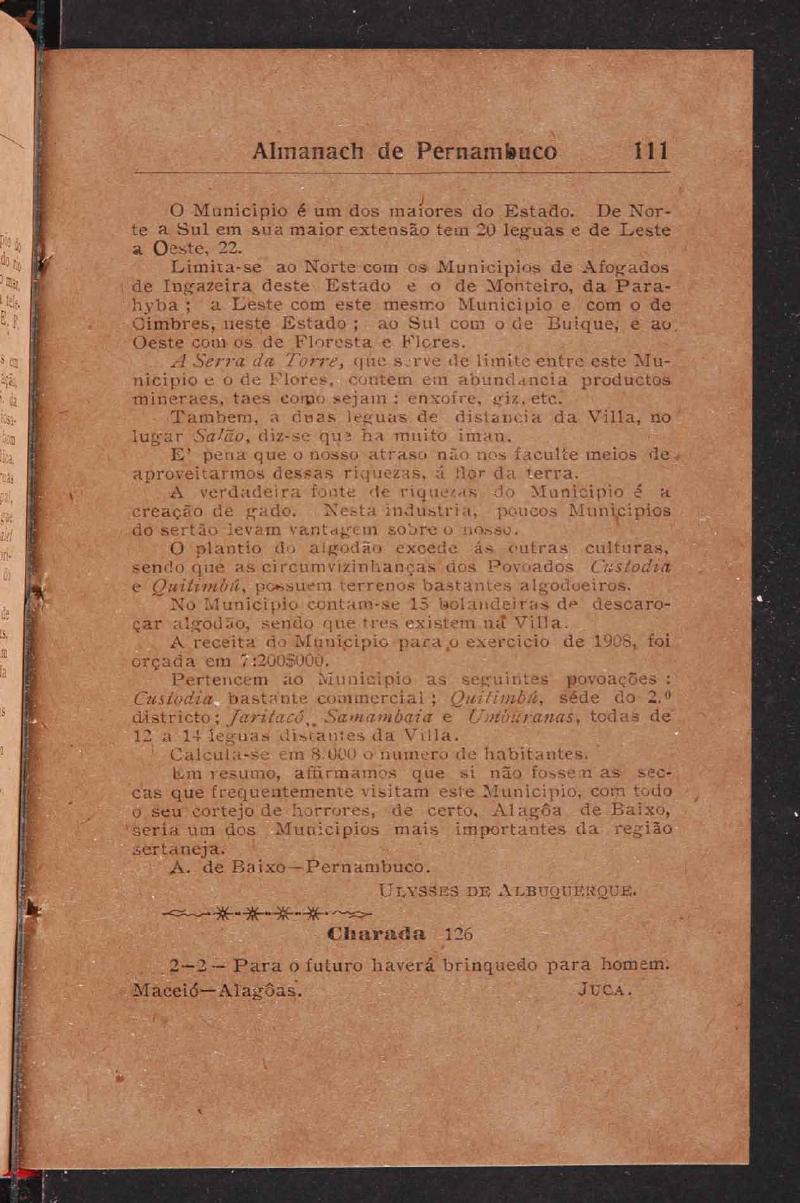 Almanach de Pernambuco 111
O Municipio é um dos maiores do Estado. De Nor-
te a Sul em sua maior extensão tem 20 leguas e de Leste
a Oeste, 22.
Limita-se ao Norte com os Municipios de Afogados
de Ingazeira deste Estado e o de Monteiro, da Para-
hyba ; a Leste com este mesmo Municipio e com o de
Cimbres, neste Estado ; ao Sul com o de Buique, e ao
Oeste com os de Floresta e Flores.
A Serra da Torre, que serve de limite entre este Mu-
nicipio e o de Flores, contem em abundancia productos
mineraes, taes como sejam : enxofre, giz, etc.
Tambem, a duas leguas de distancia da Villa, no
lugar Salão, diz-se que ha muito iman.
E' pena que o nosso atraso não nos faculte meios de
aproveitarmos dessas riquezas, á flor da terra.
A verdadeira fonte de riquezas do Municipio é a
creação de gado. Nesta industria, poucos Municipios
do sertão levam vantagem sobre o nosso.
O plantio do algodão excede ás outras culturas,
sendo que as circumvizinhanças dos Povoados Custodia
e Quitimbú, possuem terrenos bastantes algodoeiros.
No Municipio contam-se 15 bolandeiras de descaro-
çar algodão, sendo que tres existem na Villa.
A receita do Municipio para o exercicio de 1908, foi
orçada em 7:200$000.
Pertencem ao Municipio as seguintes povoações :
Custodia, bastante commercial ; Quitimbú, séde do 2.º
districto ; Jaritacó, Samambaia e Umburanas, todas de
12 a 14 leguas distantes da Villa.
Calcula-se em 8.000 o numero de habitantes.
Em resumo, affirmamos que si não fossem as sec-
cas que frequentemente visitam este Municipio, com todo
o seu cortejo de horrores, de certo, Alagôa de Baixo,
seria um dos Municipios mais importantes da região
sertaneja.
A. de Baixo—Pernambuco.
ULYSSES DE ALBUQUERQUE.
Charada 126
2—2 — Para o futuro haverá brinquedo para homem.
Maceió—Alagôas. JUCA.